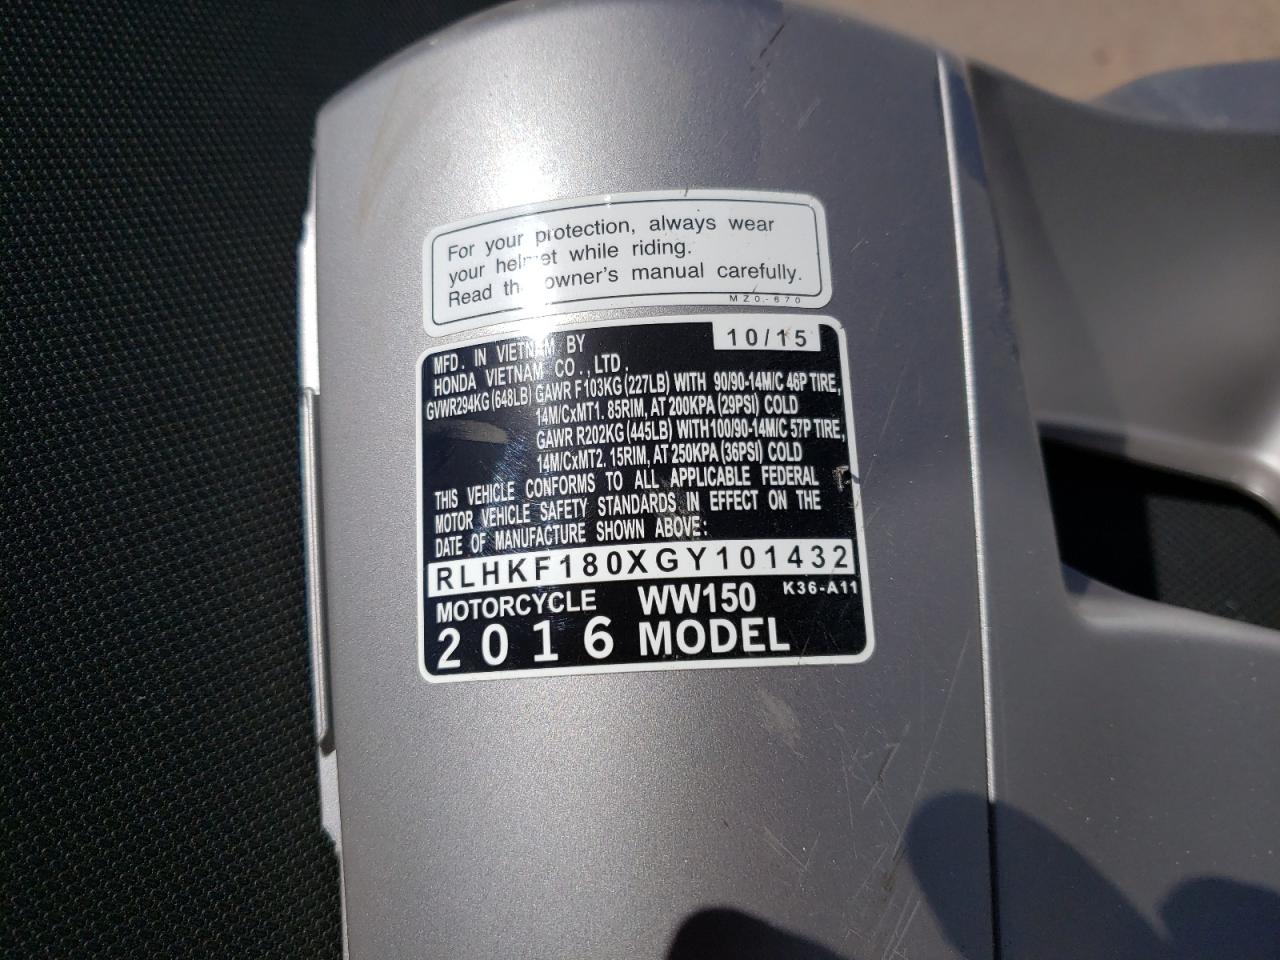 For your protection, always wear
your helmet while riding.
Read the owner's manual carefully.
MZ0-670
10/15
MFD. IN VIETNAM BY
HONDA VIETNAM CO., LTD.
GVWR294KG (648LB) GAWR F103KG (227LB) WITH 90/90-14M/C 46P TIRE,
14M/CxMT1. 85RIM, AT 200KPA (29PSI) COLD
GAWR R202KG (445LB) WITH100/90-14M/C 57P TIRE,
14M/CxMT2. 15RIM, AT 250KPA (36PSI) COLD
THIS VEHICLE CONFORMS TO ALL APPLICABLE FEDERAL
MOTOR VEHICLE SAFETY STANDARDS IN EFFECT ON THE
DATE OF MANUFACTURE SHOWN ABOVE:
RLHKF180XGY101432
MOTORCYCLE WW150 K36-A11
2016 MODEL